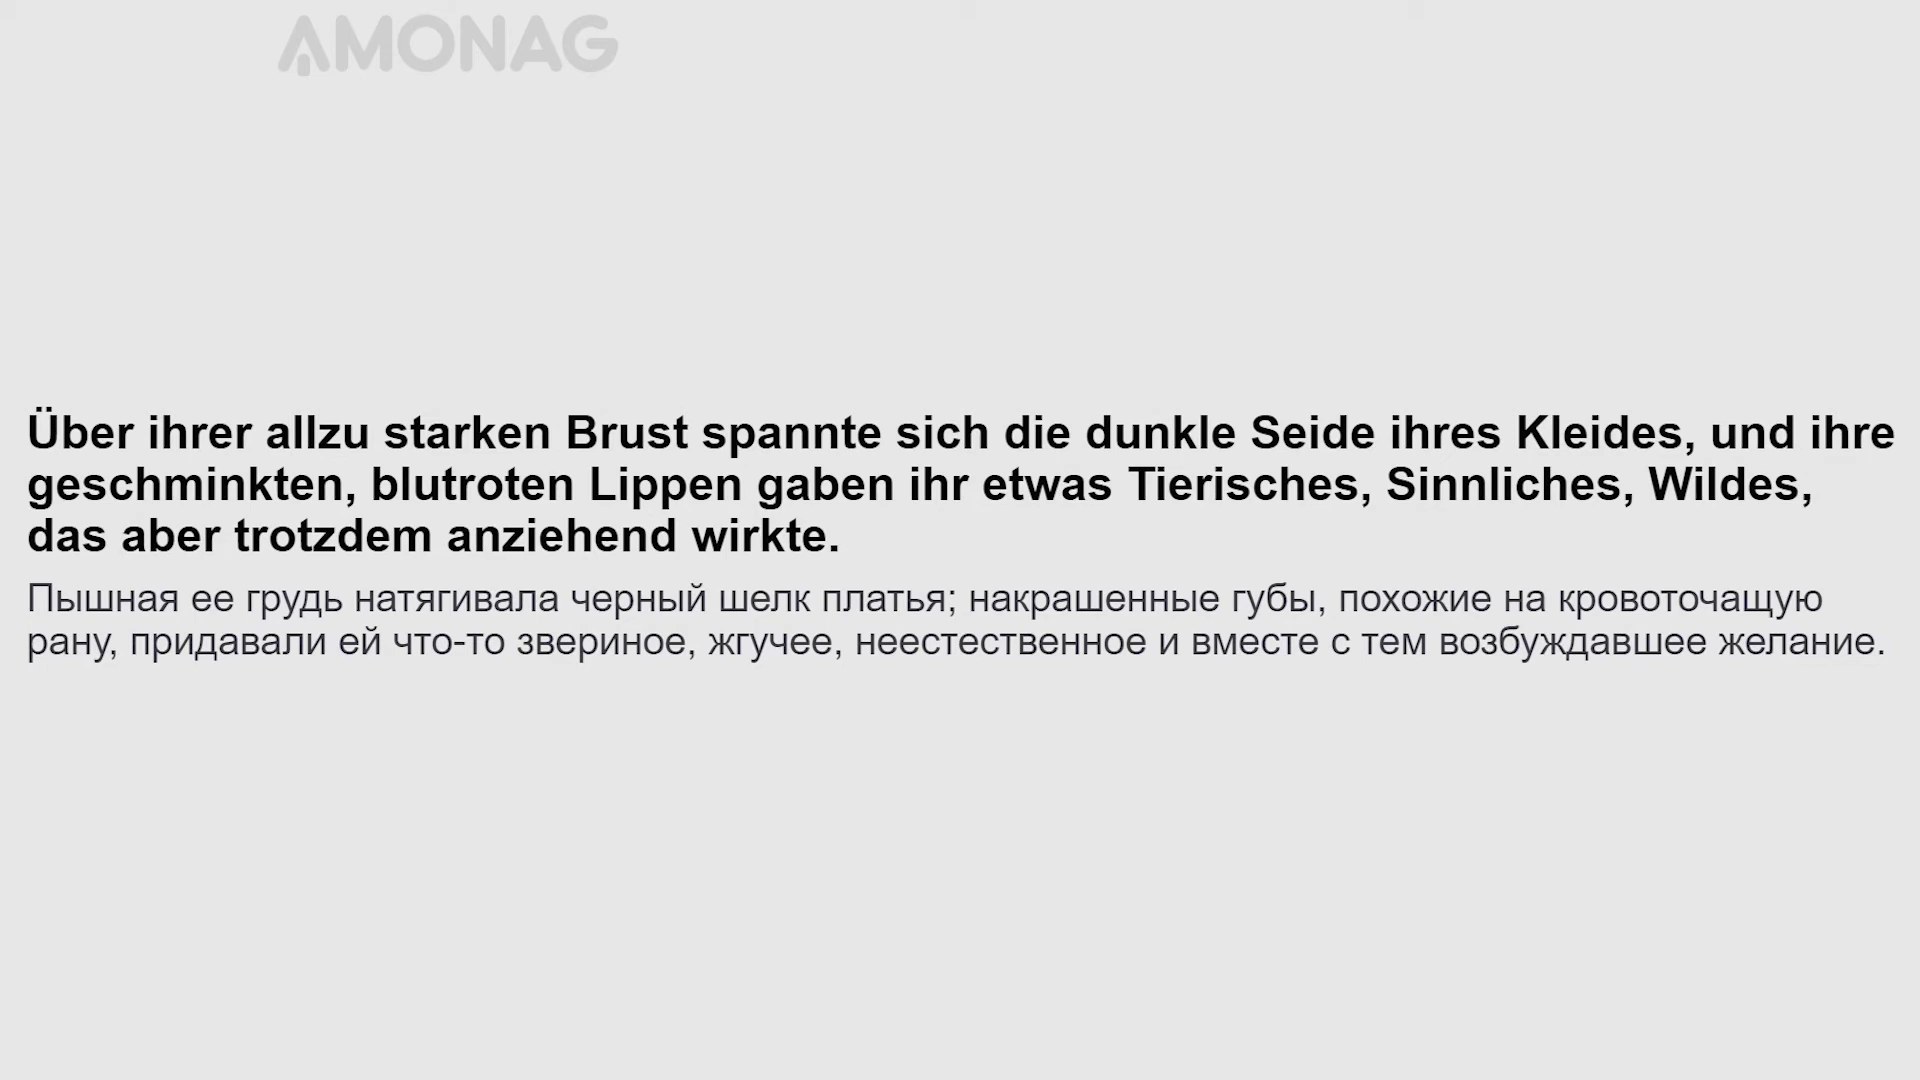 AMONAG
Über ihrer allzu starken Brust spannte sich die dunkle Seide ihres Kleides, und ihre
geschminkten, blutroten Lippen gaben ihr etwas Tierisches, Sinnliches, Wildes,
das aber trotzdem anziehend wirkte.
Пышная ее грудь натягивала черный шелк платья; накрашенные губы, похожие на кровоточащую
рану, придавали ей что-то звериное, жгучее, неестественное и вместе с тем возбуждавшее желание.